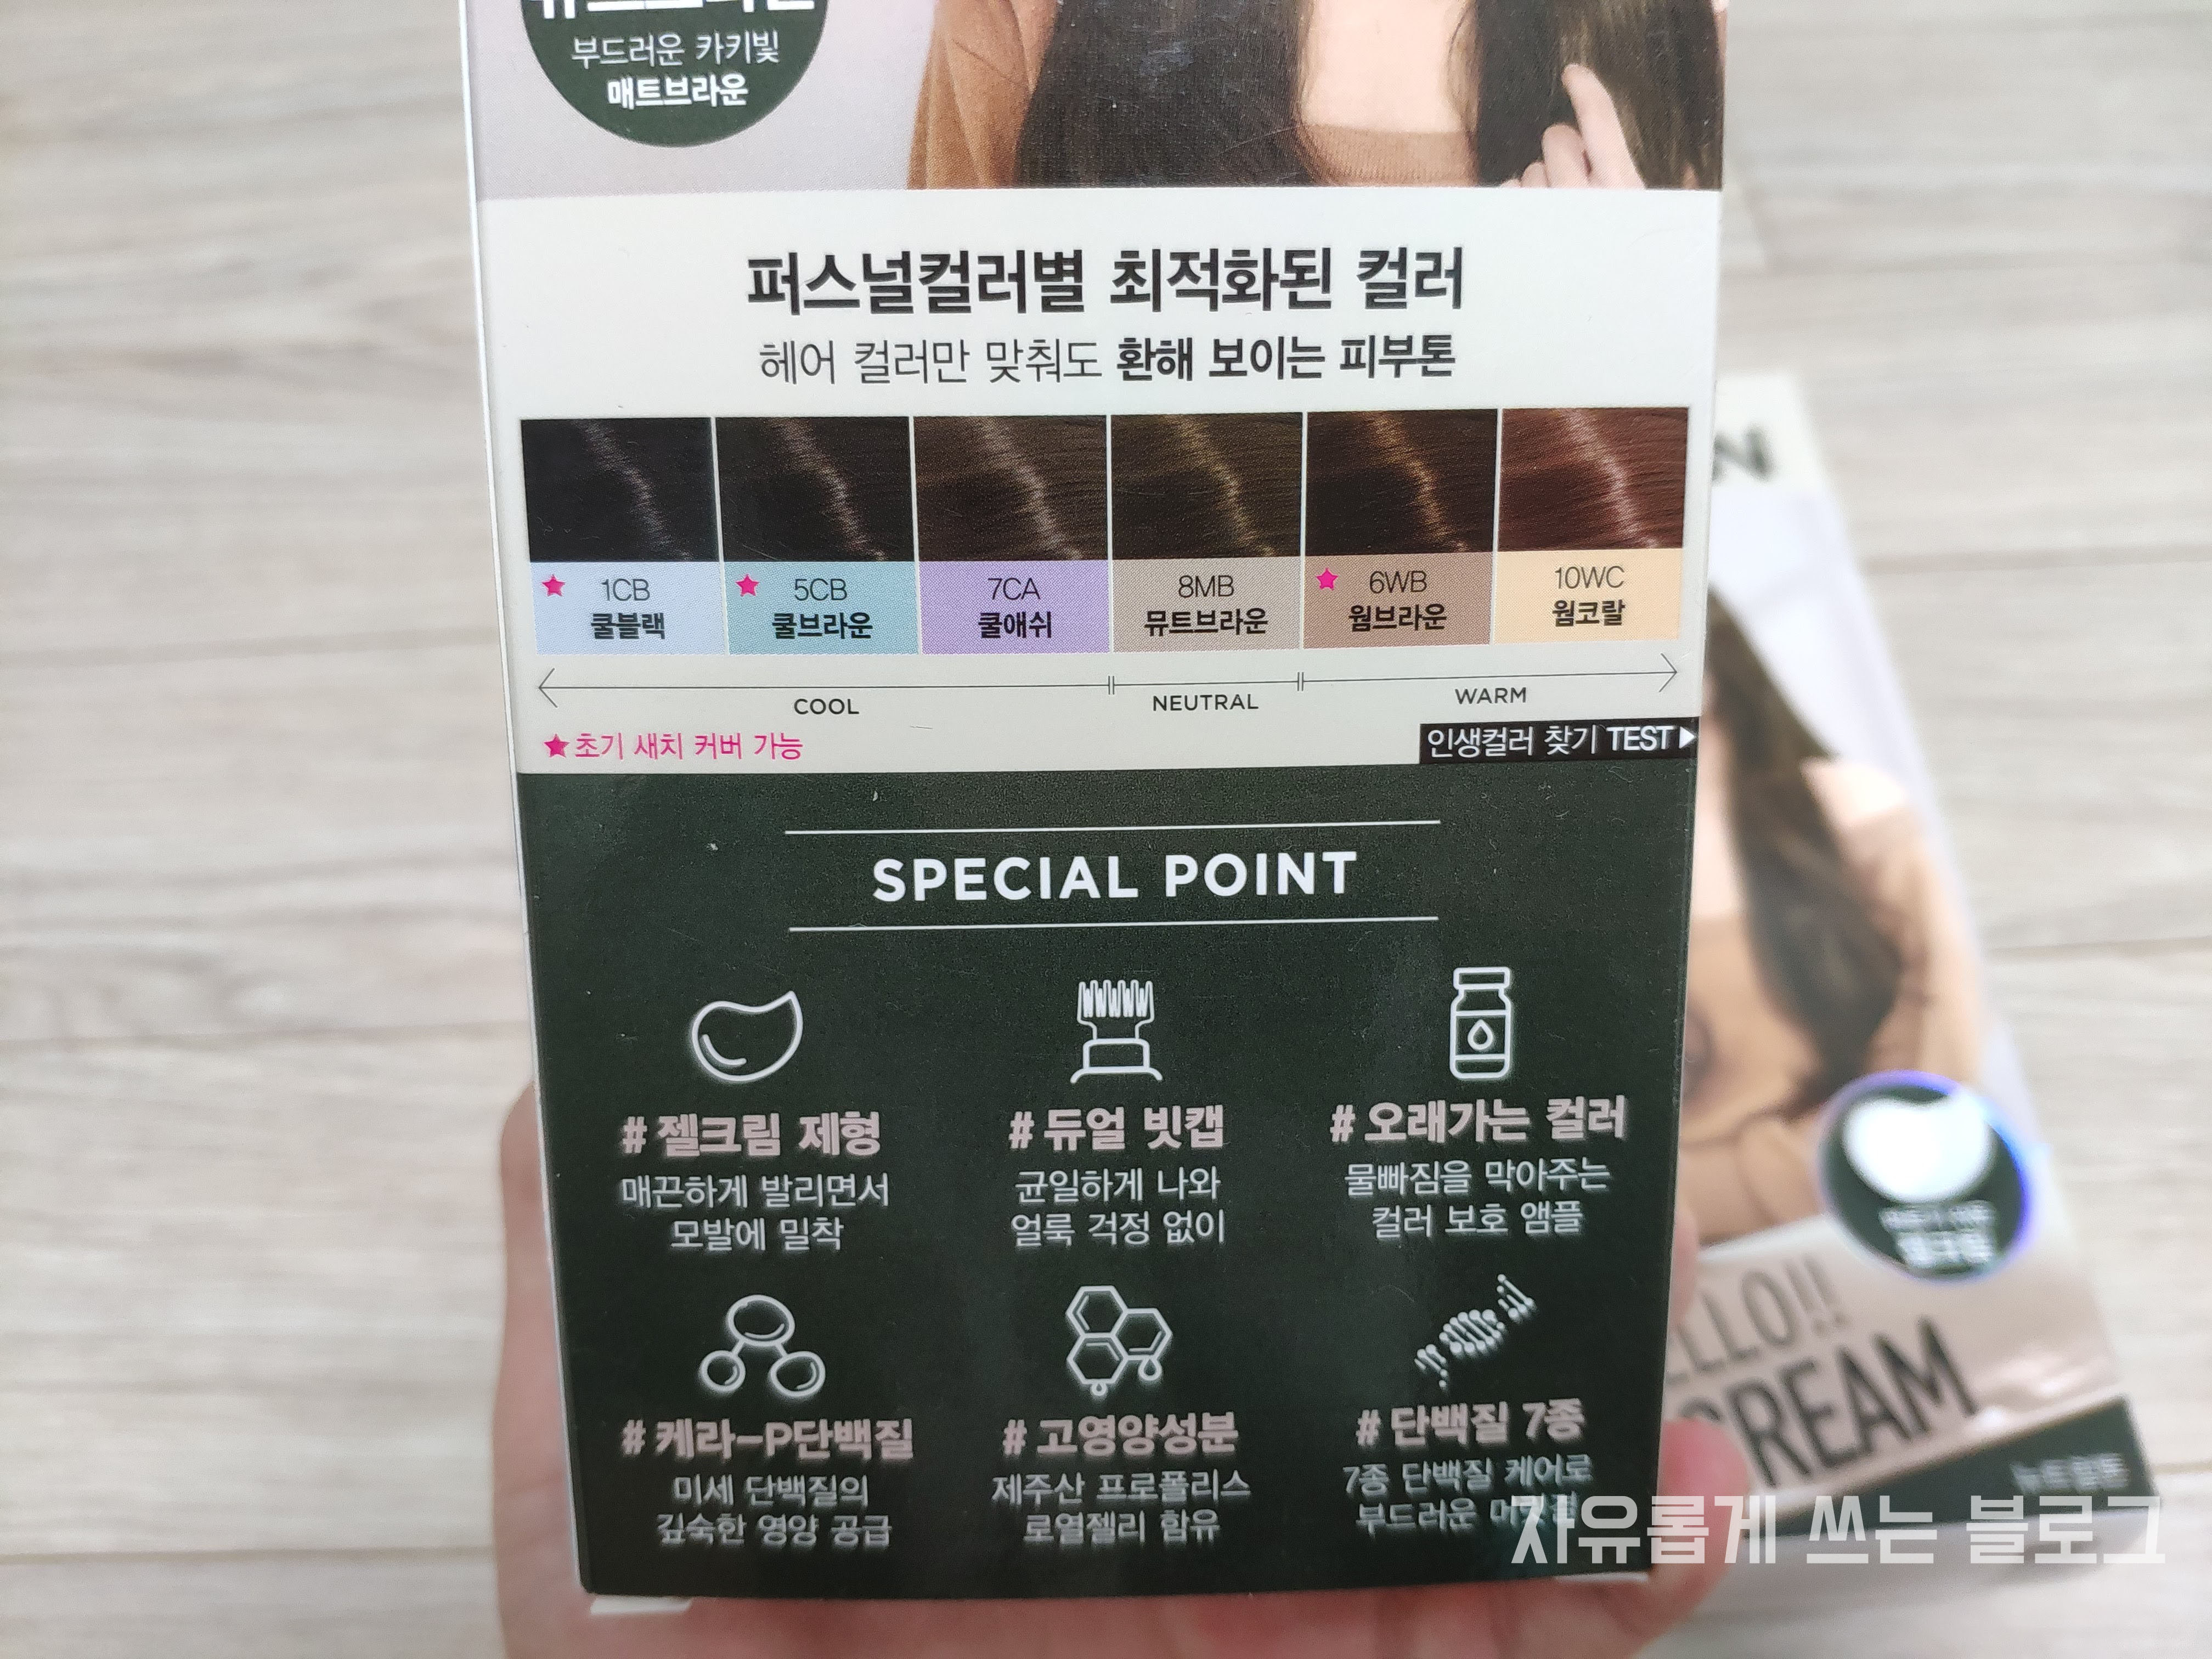 부드러운 카키빛
매트브라운
퍼스널컬러별 최적화된 컬러
헤어 컬러만 맞춰도 환해 보이는 피부톤
★ 1CB
쿨블랙
★ 5CB
쿨브라운
7CA
쿨애쉬
8MB
뮤트브라운
★ 6WB
웜브라운
10WC
웜코랄
COOL
NEUTRAL
WARM
★초기 새치 커버 가능
인생컬러 찾기 TEST▶
SPECIAL POINT
# 젤크림 제형
매끈하게 발리면서
모발에 밀착
# 듀얼 빗캡
균일하게 나와
얼룩 걱정 없이
# 오래가는 컬러
물빠짐을 막아주는
컬러 보호 앰플
# 케라-P단백질
미세 단백질의
깊숙한 영양 공급
# 고영양성분
제주산 프로폴리스
로열젤리 함유
# 단백질 7종
7종 단백질 케어로
부드러운
자유롭게 쓰는 블로그